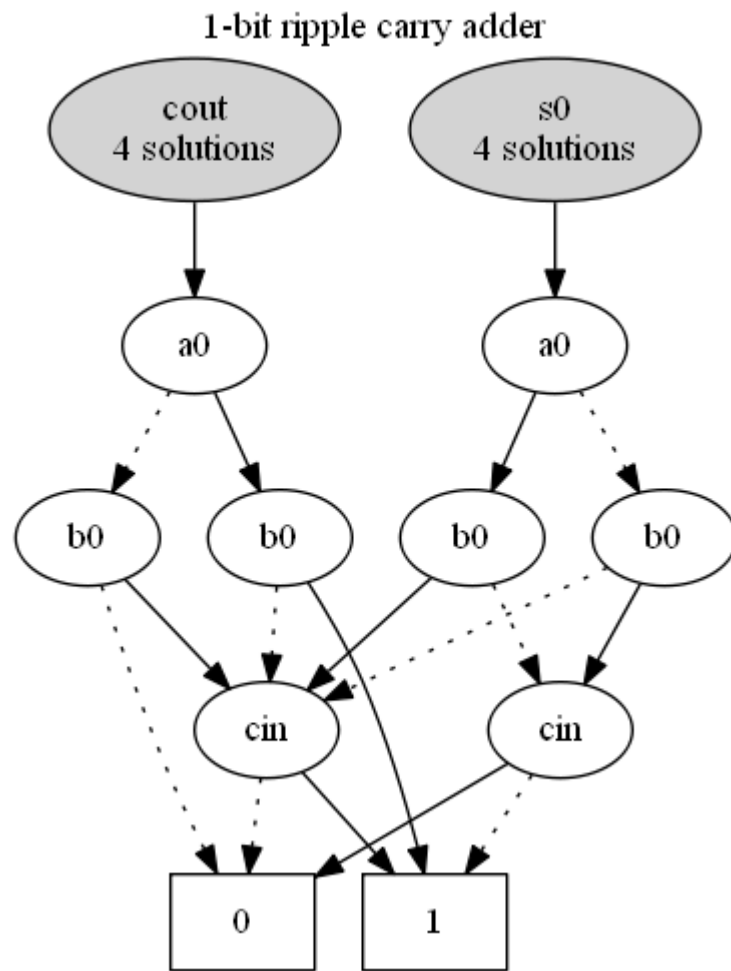 1-bit ripple carry adder
cout
4 solutions
s0
4 solutions
a0
a0
b0
b0
b0
b0
cin
cin
0
1